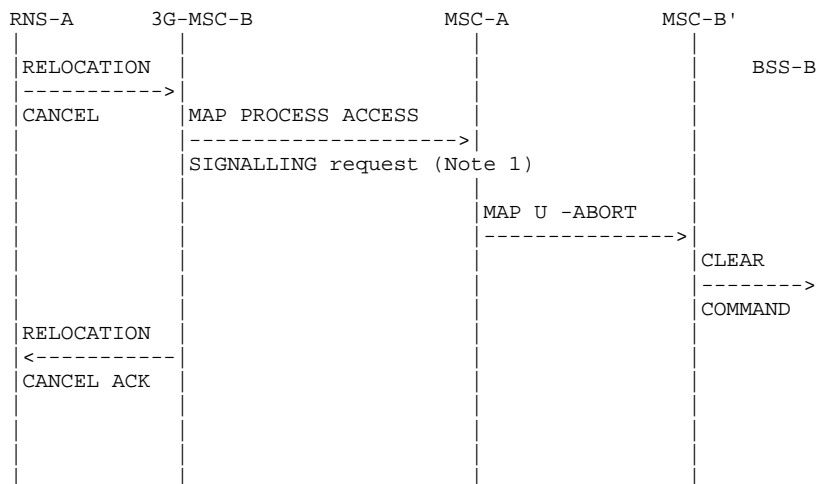 RNS-A 3G-MSC-B MSC-A MSC-B'
RELOCATION BSS-B
CANCEL MAP PROCESS ACCESS
SIGNALLING request (Note 1)
MAP U -ABORT
CLEAR
COMMAND
RELOCATION
CANCEL ACK